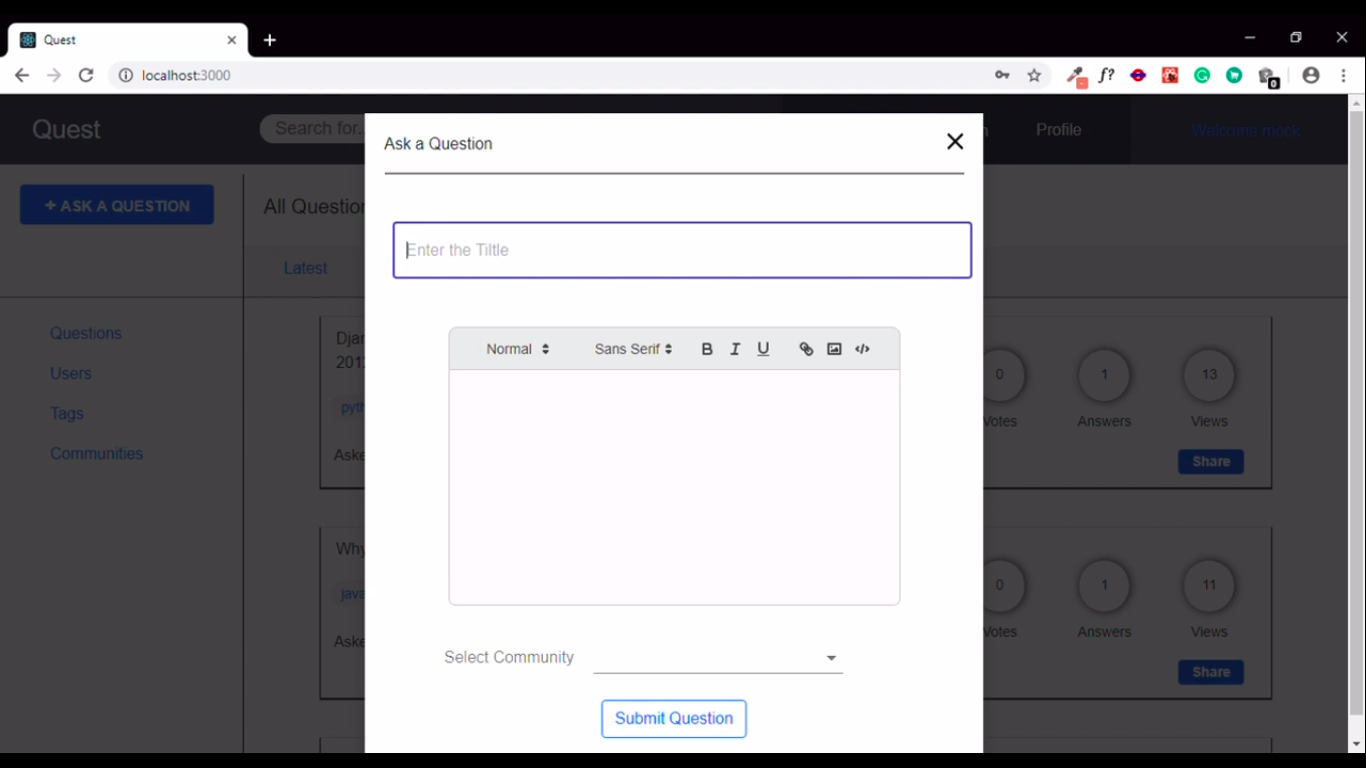 Quest
localhost:3000
f?
0
Quest
Search for..
Profile
Welcome mock
Ask a Question
+ ASK A QUESTION
All Question
Enter the Tiltle
Latest
Normal
Sans Serif
B I U
</>
Questions
Users
Tags
Communities
Djan
201
pyth
Aske
0
1
13
Votes
Answers
Views
Share
Why
java
Aske
0
1
11
Votes
Answers
Views
Share
Select Community
Submit Question